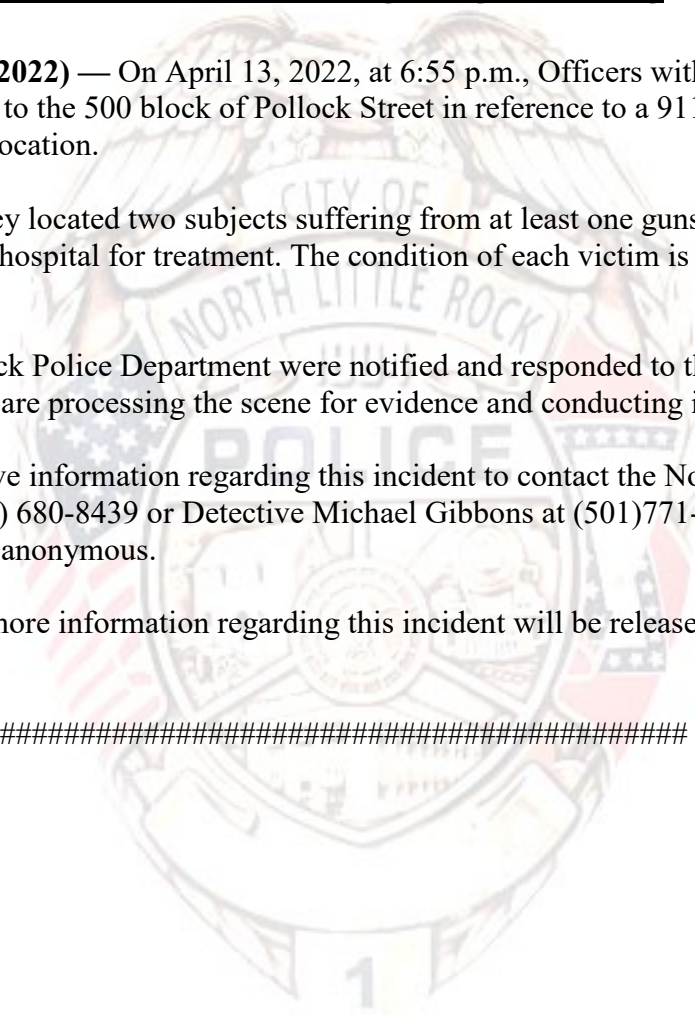 2022) — On April 13, 2022, at 6:55 p.m., Officers with
to the 500 block of Pollock Street in reference to a 911
ocation.
ey located two subjects suffering from at least one guns
hospital for treatment. The condition of each victim is
ck Police Department were notified and responded to th
are processing the scene for evidence and conducting i
ve information regarding this incident to contact the No
) 680-8439 or Detective Michael Gibbons at (501)771-
anonymous.
more information regarding this incident will be release
###########################################
CITY OF
NORTH LITTLE ROCK
POLICE
1